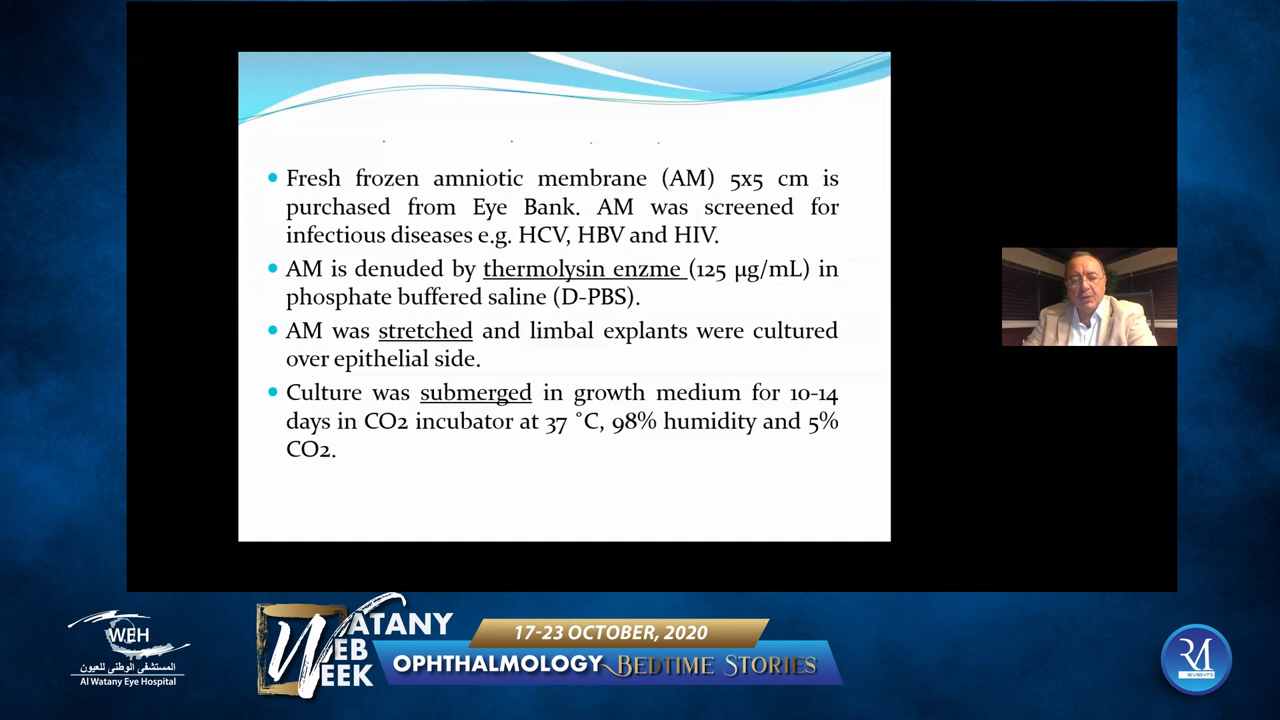 Fresh frozen amniotic membrane (AM) 5x5 cm is
purchased from Eye Bank. AM was screened for
infectious diseases e.g. HCV, HBV and HIV.
AM is denuded by thermolysin enzme (125 µg/mL) in
phosphate buffered saline (D-PBS).
AM was stretched and limbal explants were cultured
over epithelial side.
Culture was submerged in growth medium for 10-14
days in CO2 incubator at 37 °C, 98% humidity and 5%
CO2.
WEH
المستشفى الوطني للعيون
Al Watany Eye Hospital
WATANY
WEB
WEEK
17-23 OCTOBER, 2020
OPHTHALMOLOGY BEDTIME STORIES
RM
EVENTS